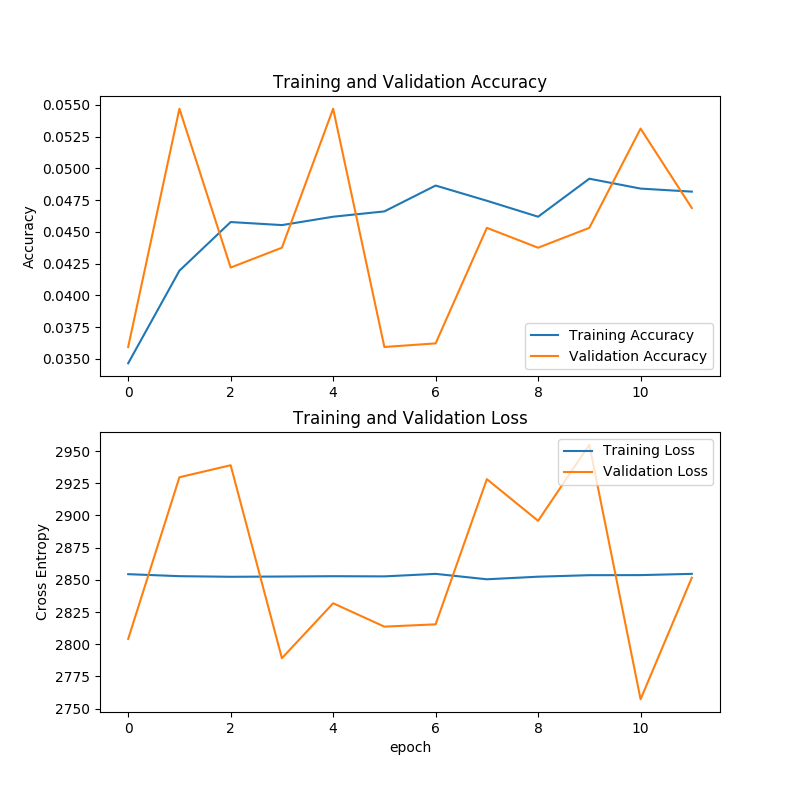 Training and Validation Accuracy
0.0550
0.0525
0.0500
0.0475
0.0450
0.0425
0.0400
0.0375
0.0350
Accuracy
Training Accuracy
Validation Accuracy
0 2 4 6 8 10
Training and Validation Loss
2950
2925
2900
2875
2850
2825
2800
2775
2750
Cross Entropy
Training Loss
Validation Loss
0 2 4 6 8 10
epoch